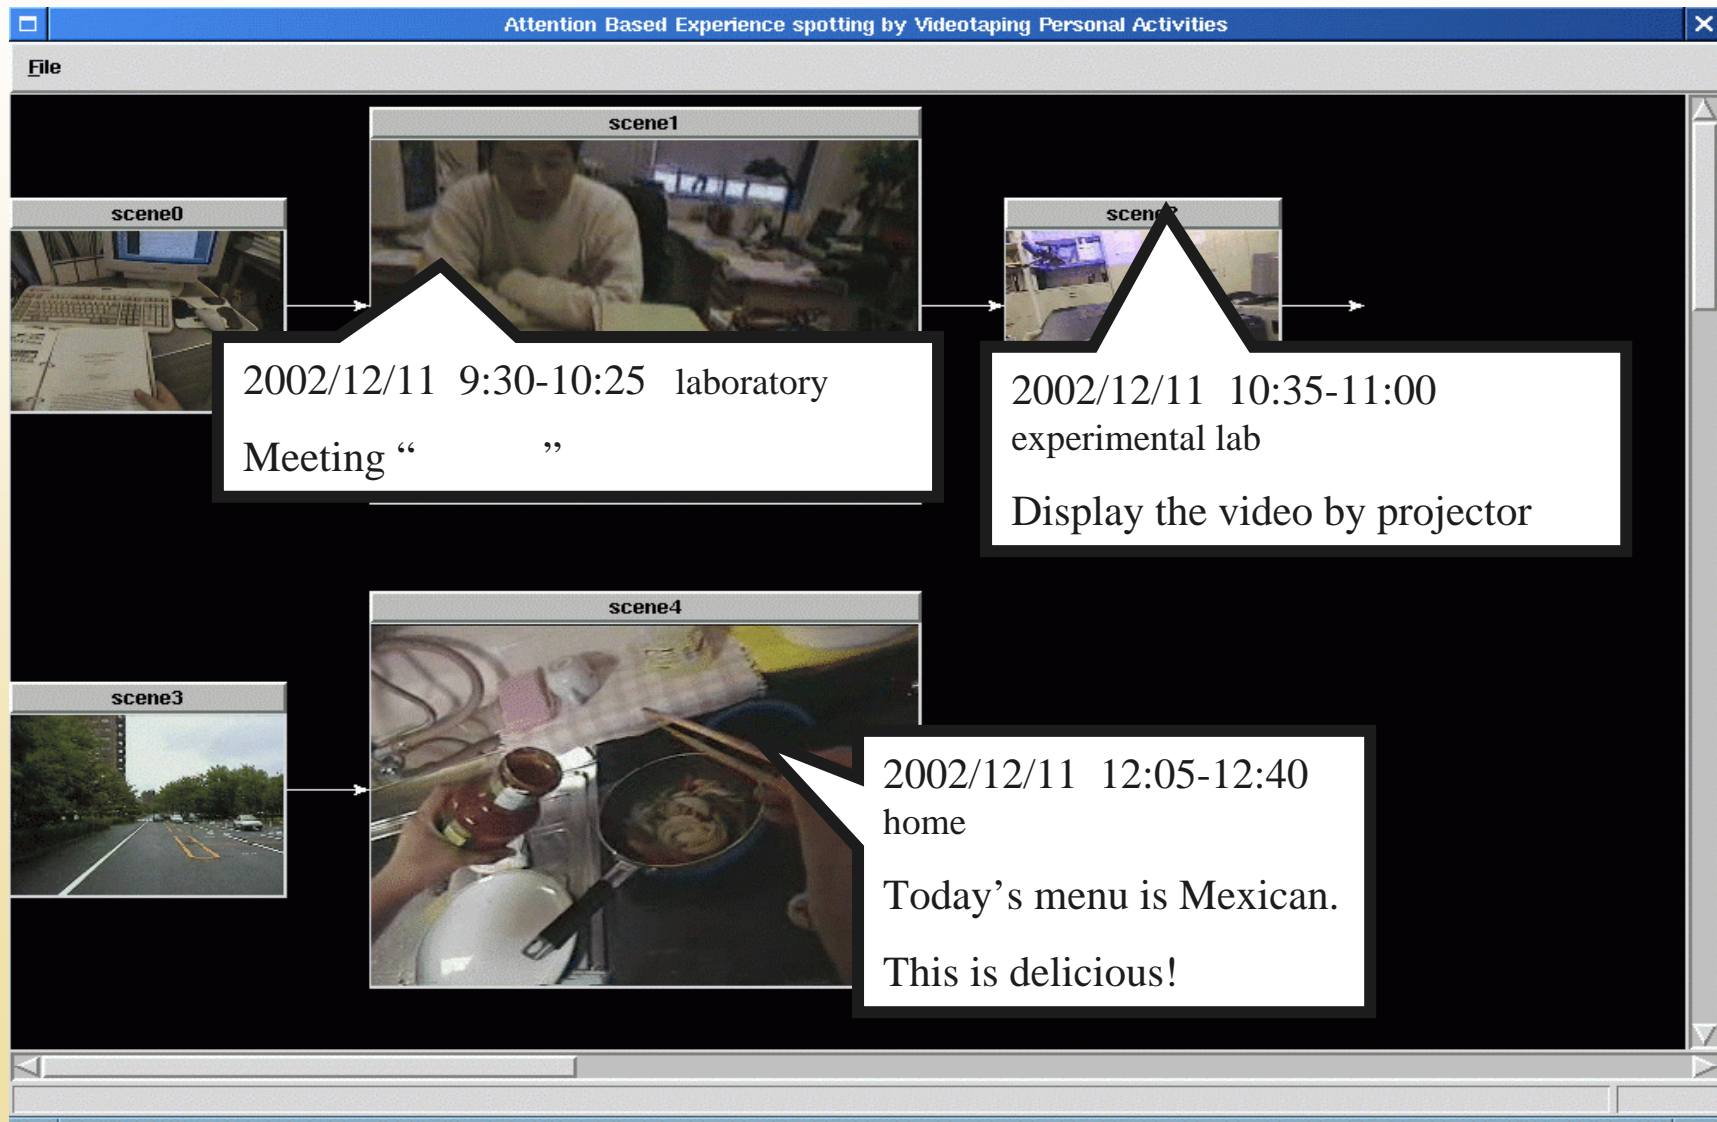 Attention Based Experience spotting by Videotaping Personal Activities
File
scene0
scene1
2002/12/11 9:30-10:25 laboratory
Meeting “ ”
2002/12/11 10:35-11:00
experimental lab
Display the video by projector
scene3
scene4
2002/12/11 12:05-12:40
home
Today’s menu is Mexican.
This is delicious!